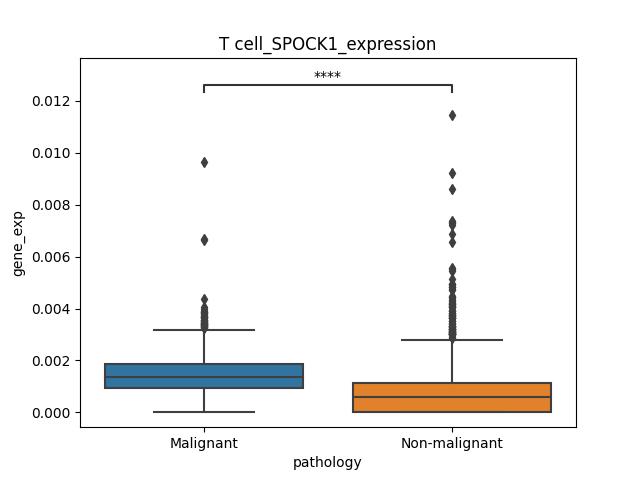 T cell_SPOCK1_expression
****
0.012
0.010
0.008
0.006
0.004
0.002
0.000
gene_exp
Malignant
Non-malignant
pathology